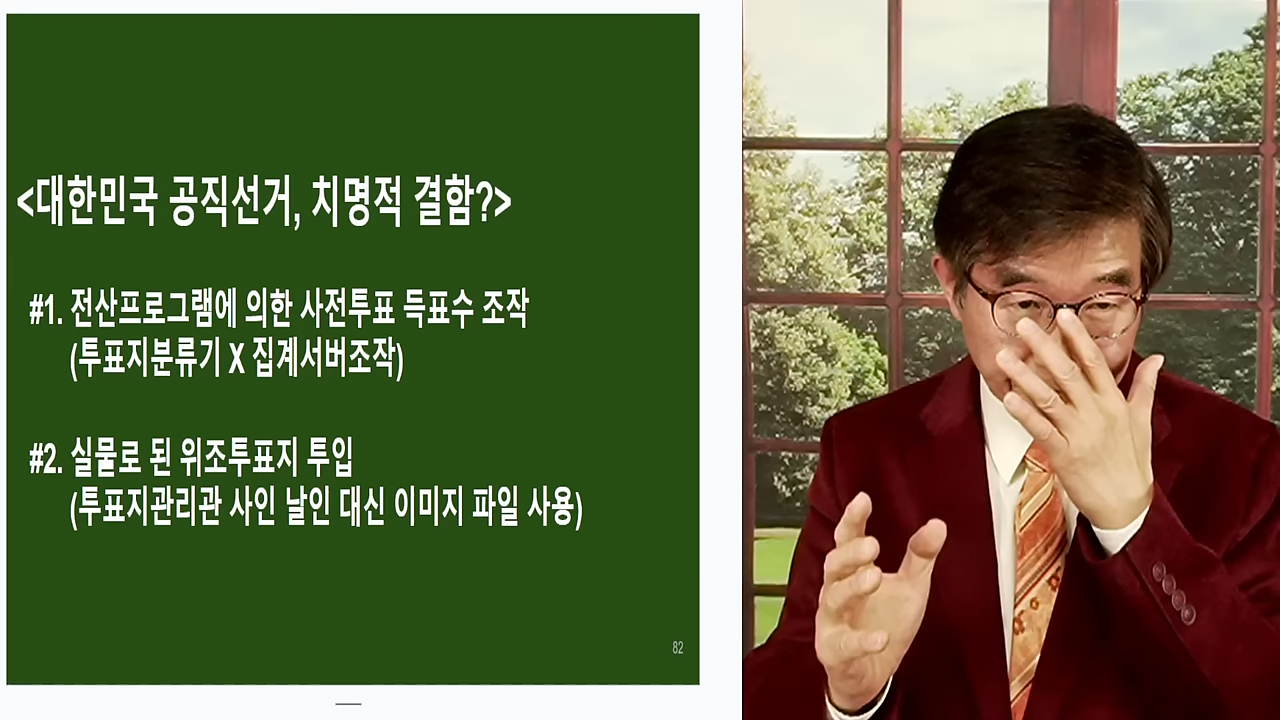 <대한민국 공직선거, 치명적 결함?>
#1. 전산프로그램에 의한 사전투표 득표수 조작
(투표지분류기 X 집계서버조작)
#2. 실물로 된 위조투표지 투입
(투표지관리관 사인 날인 대신 이미지 파일 사용)
82